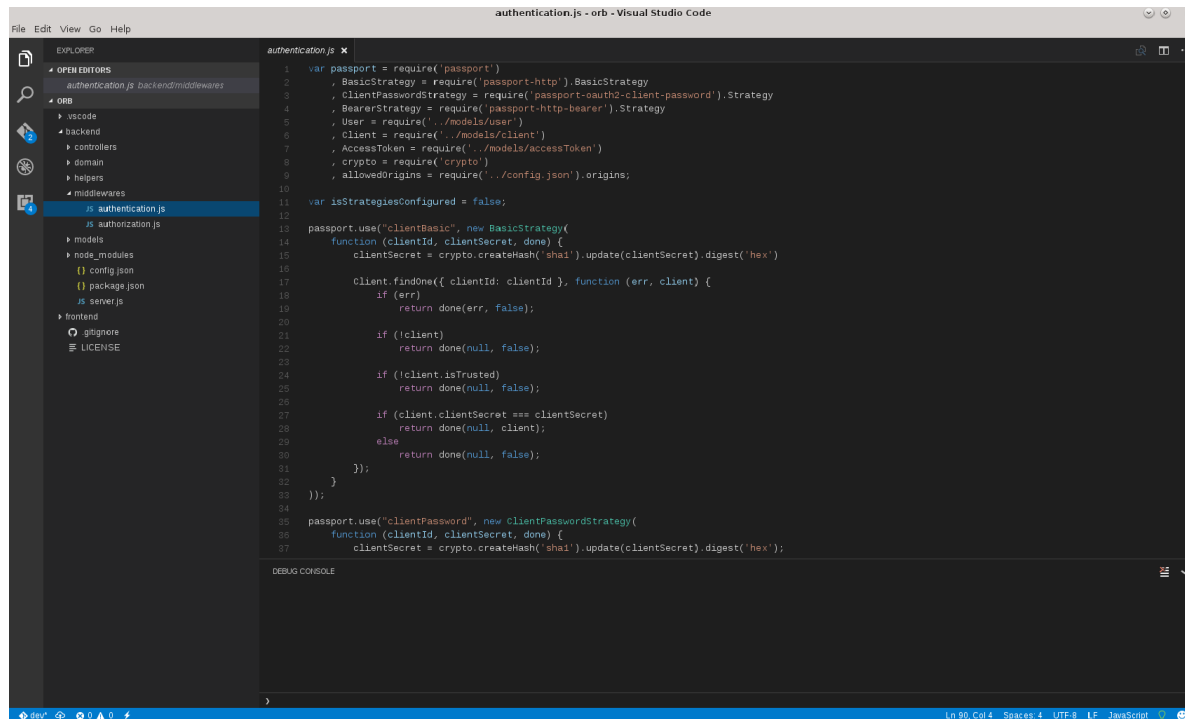 authentication.js - orb - Visual Studio Code
File Edit View Go Help
EXPLORER
OPEN EDITORS
authentication.js backend/middlewares
ORB
.vscode
backend
controllers
domain
helpers
middlewares
JS authentication.js
JS authorization.js
models
node_modules
{} config.json
{} package.json
JS server.js
frontend
.gitignore
LICENSE
2
4
authentication.js ×
1 var passport = require('passport')
2 , BasicStrategy = require('passport-http').BasicStrategy
3 , ClientPasswordStrategy = require('passport-oauth2-client-password').Strategy
4 , BearerStrategy = require('passport-http-bearer').Strategy
5 , User = require('../models/user')
6 , Client = require('../models/client')
7 , AccessToken = require('../models/accessToken')
8 , crypto = require('crypto')
9 , allowedOrigins = require('../config.json').origins;
10
11 var isStrategiesConfigured = false;
12
13 passport.use("clientBasic", new BasicStrategy(
14 function (clientId, clientSecret, done) {
15 clientSecret = crypto.createHash('sha1').update(clientSecret).digest('hex')
16
17 Client.findOne({ clientId: clientId }, function (err, client) {
18 if (err)
19 return done(err, false);
20
21 if (!client)
22 return done(null, false);
23
24 if (!client.isTrusted)
25 return done(null, false);
26
27 if (client.clientSecret === clientSecret)
28 return done(null, client);
29 else
30 return done(null, false);
31 });
32 }
33 ));
34
35 passport.use("clientPassword", new ClientPasswordStrategy(
36 function (clientId, clientSecret, done) {
37 clientSecret = crypto.createHash('sha1').update(clientSecret).digest('hex');
DEBUG CONSOLE
dev* 0 0 Ln 90, Col 4 Spaces: 4 UTF-8 LF JavaScript